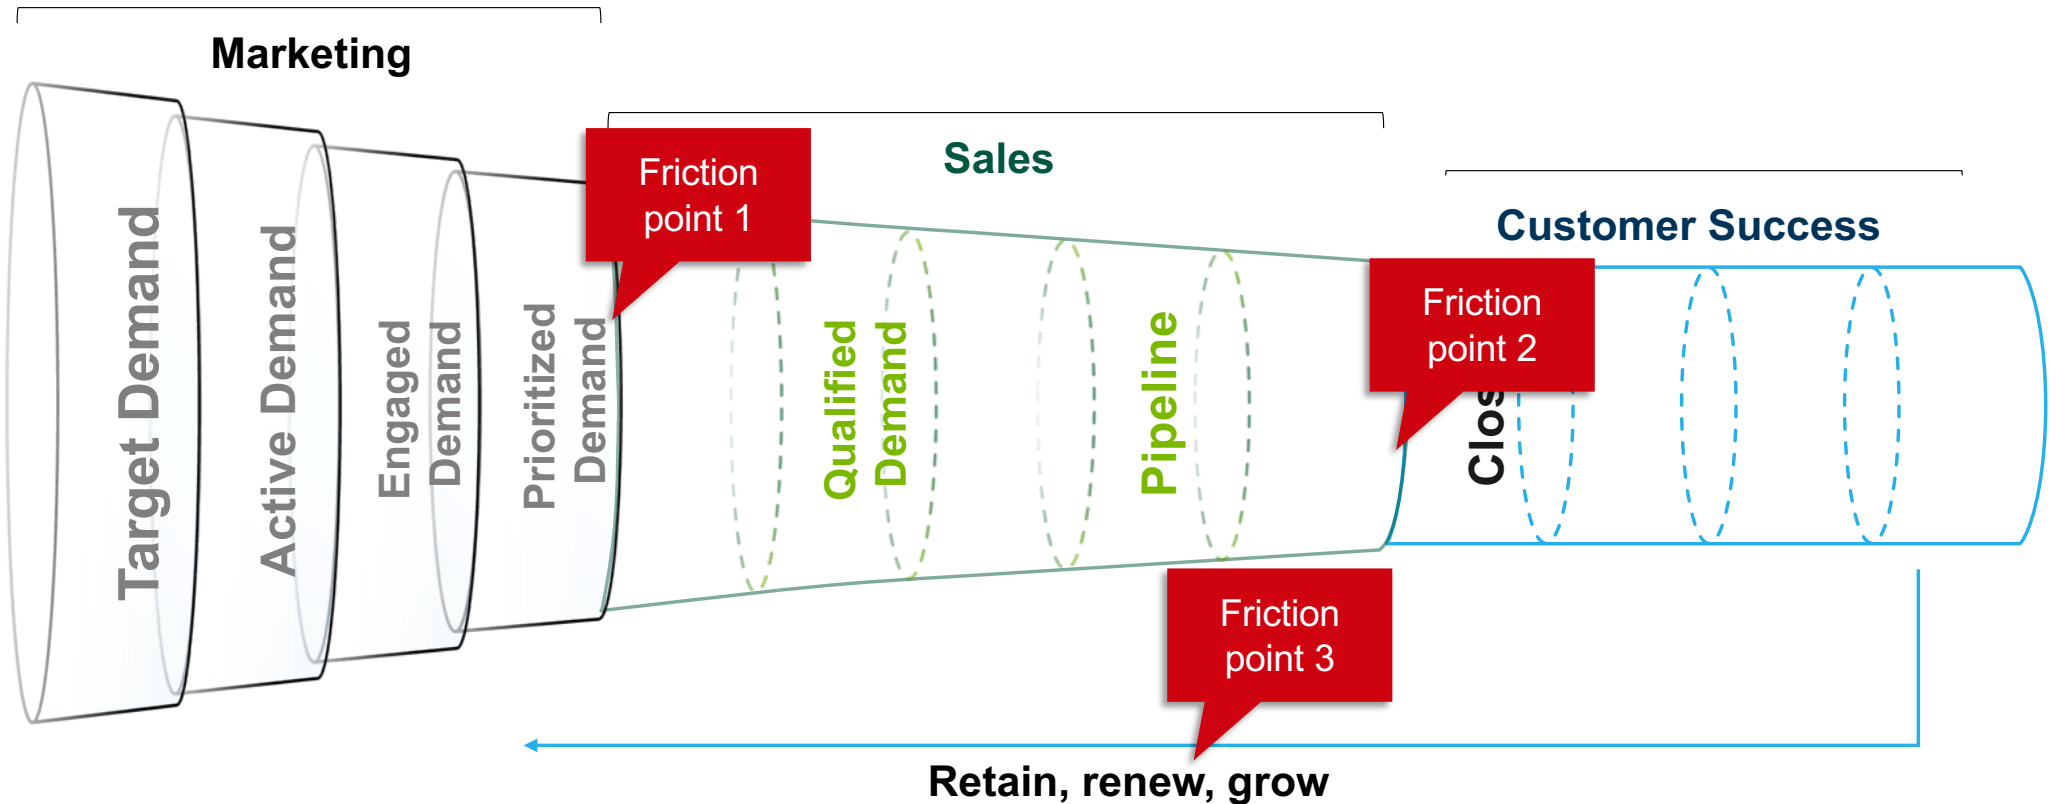 Marketing
Sales
Customer Success
Target Demand
Active Demand
Engaged
Demand
Prioritized
Demand
Friction
point 1
Qualified
Demand
Pipeline
Friction
point 2
Friction
point 3
Retain, renew, grow